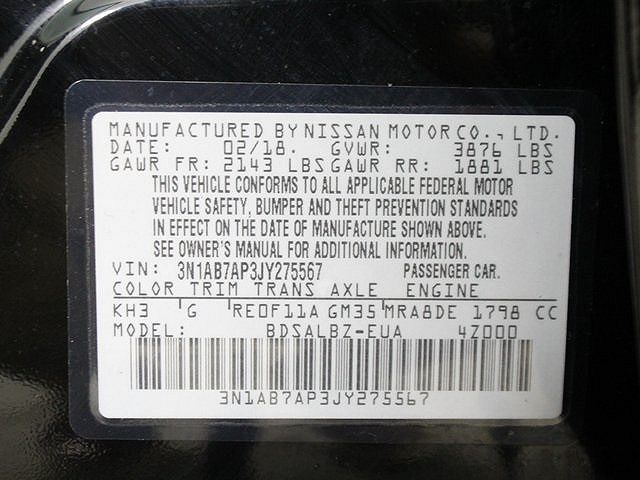 MANUFACTURED BY NISSAN MOTOR CO., LTD.
DATE: 02/18. GVWR: 3876 LBS
GAWR FR: 2143 LBS GAWR RR: 1881 LBS
THIS VEHICLE CONFORMS TO ALL APPLICABLE FEDERAL MOTOR
VEHICLE SAFETY, BUMPER AND THEFT PREVENTION STANDARDS
IN EFFECT ON THE DATE OF MANUFACTURE SHOWN ABOVE.
SEE OWNER'S MANUAL FOR ADDITIONAL INFORMATION.
VIN: 3N1AB7AP3JY275567 PASSENGER CAR.
COLOR TRIM TRANS AXLE ENGINE
KH3 G RE0F11A GM35 MRA8DE 1798 CC
MODEL: BDSALBZ-EUA 4Z000
3N1AB7AP3JY275567